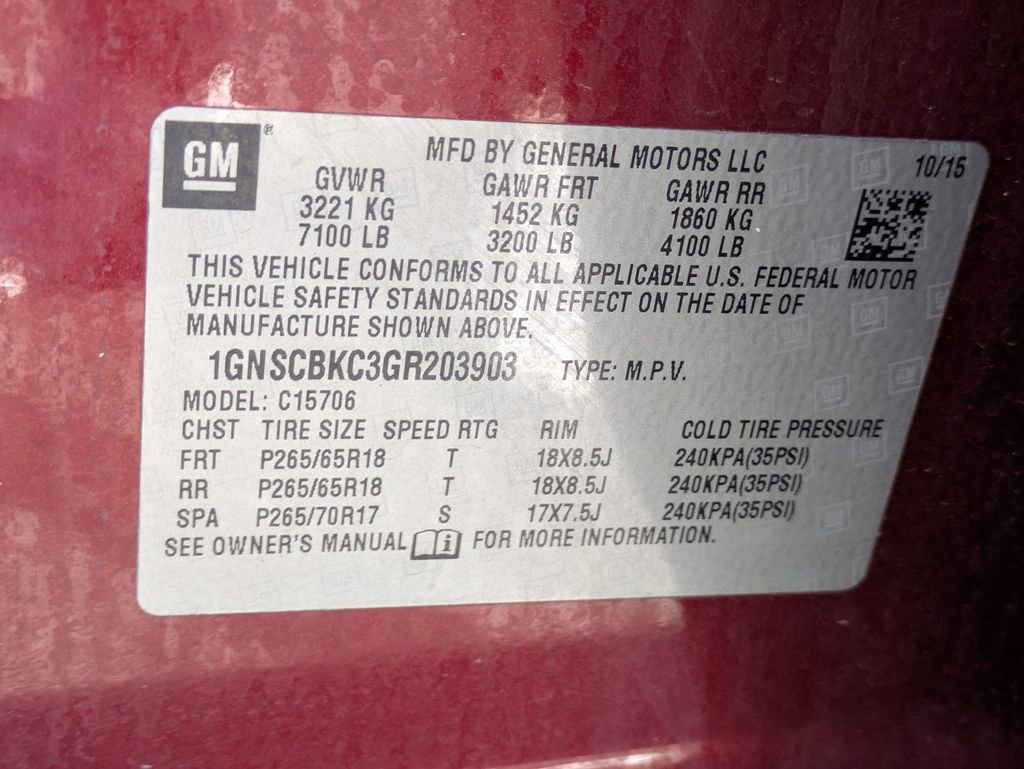 GM ®
MFD BY GENERAL MOTORS LLC 10/15
GVWR GAWR FRT GAWR RR
3221 KG 1452 KG 1860 KG
7100 LB 3200 LB 4100 LB
THIS VEHICLE CONFORMS TO ALL APPLICABLE U.S. FEDERAL MOTOR
VEHICLE SAFETY STANDARDS IN EFFECT ON THE DATE OF
MANUFACTURE SHOWN ABOVE.
1GNSCBKC3GR203903 TYPE: M.P.V.
MODEL: C15706
CHST TIRE SIZE SPEED RTG RIM COLD TIRE PRESSURE
FRT P265/65R18 T 18X8.5J 240KPA(35PSI)
RR P265/65R18 T 18X8.5J 240KPA(35PSI)
SPA P265/70R17 S 17X7.5J 240KPA(35PSI)
SEE OWNER'S MANUAL i FOR MORE INFORMATION.